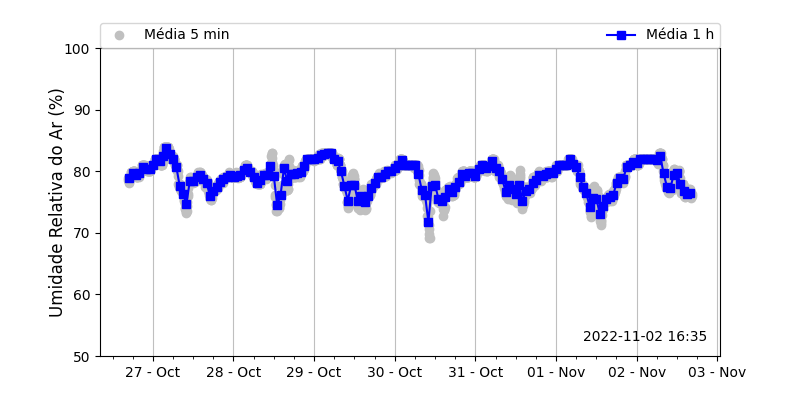 Média 5 min
Média 1 h
Umidade Relativa do Ar (%)
100
90
80
70
60
50
2022-11-02 16:35
27 - Oct
28 - Oct
29 - Oct
30 - Oct
31 - Oct
01 - Nov
02 - Nov
03 - Nov